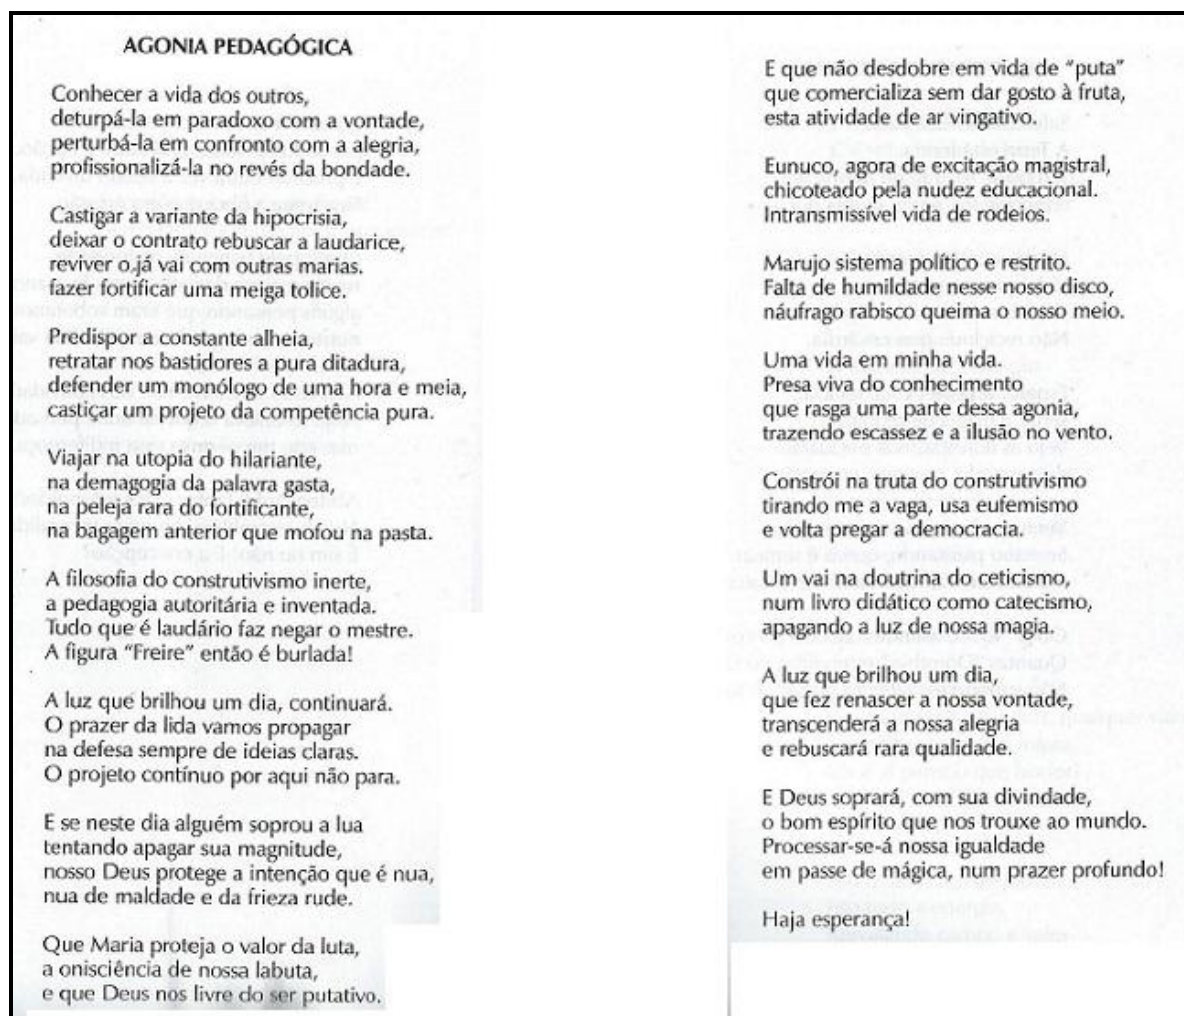 AGONIA PEDAGÓGICA
Conhecer a vida dos outros,
deturpá-la em paradoxo com a vontade,
perturbá-la em confronto com a alegria,
profissionalizá-la no revés da bondade.
Castigar a variante da hipocrisia,
deixar o contrato rebuscar a laudarice,
reviver o.já vai com outras marias.
fazer fortificar uma meiga tolice.
Predispor a constante alheia,
retratar nos bastidores a pura ditadura,
defender um monólogo de uma hora e meia,
castiçar um projeto da competência pura.
Viajar na utopia do hilariante,
na demagogia da palavra gasta,
na peleja rara do fortificante,
na bagagem anterior que mofou na pasta.
A filosofia do construtivismo inerte,
a pedagogia autoritária e inventada.
Tudo que é laudário faz negar o mestre.
A figura “Freire” então é burlada!
A luz que brilhou um dia, continuará.
O prazer da lida vamos propagar
na defesa sempre de ideias claras.
O projeto contínuo por aqui não para.
E se neste dia alguém soprou a lua
tentando apagar sua magnitude,
nosso Deus protege a intenção que é nua,
nua de maldade e da frieza rude.
Que Maria proteja o valor da luta,
a onisciência de nossa labuta,
e que Deus nos livre do ser putativo.
E que não desdobre em vida de “puta”
que comercializa sem dar gosto à fruta,
esta atividade de ar vingativo.
Eunuco, agora de excitação magistral,
chicoteado pela nudez educacional.
Intransmissível vida de rodeios.
Marujo sistema político e restrito.
Falta de humildade nesse nosso disco,
náufrago rabisco queima o nosso meio.
Uma vida em minha vida.
Presa viva do conhecimento
que rasga uma parte dessa agonia,
trazendo escassez e a ilusão no vento.
Constrói na truta do construtivismo
tirando me a vaga, usa eufemismo
e volta pregar a democracia.
Um vai na doutrina do ceticismo,
num livro didático como catecismo,
apagando a luz de nossa magia.
A luz que brilhou um dia,
que fez renascer a nossa vontade,
transcenderá a nossa alegria
e rebuscará rara qualidade.
E Deus soprará, com sua divindade,
o bom espírito que nos trouxe ao mundo.
Processar-se-á nossa igualdade
em passe de mágica, num prazer profundo!
Haja esperança!